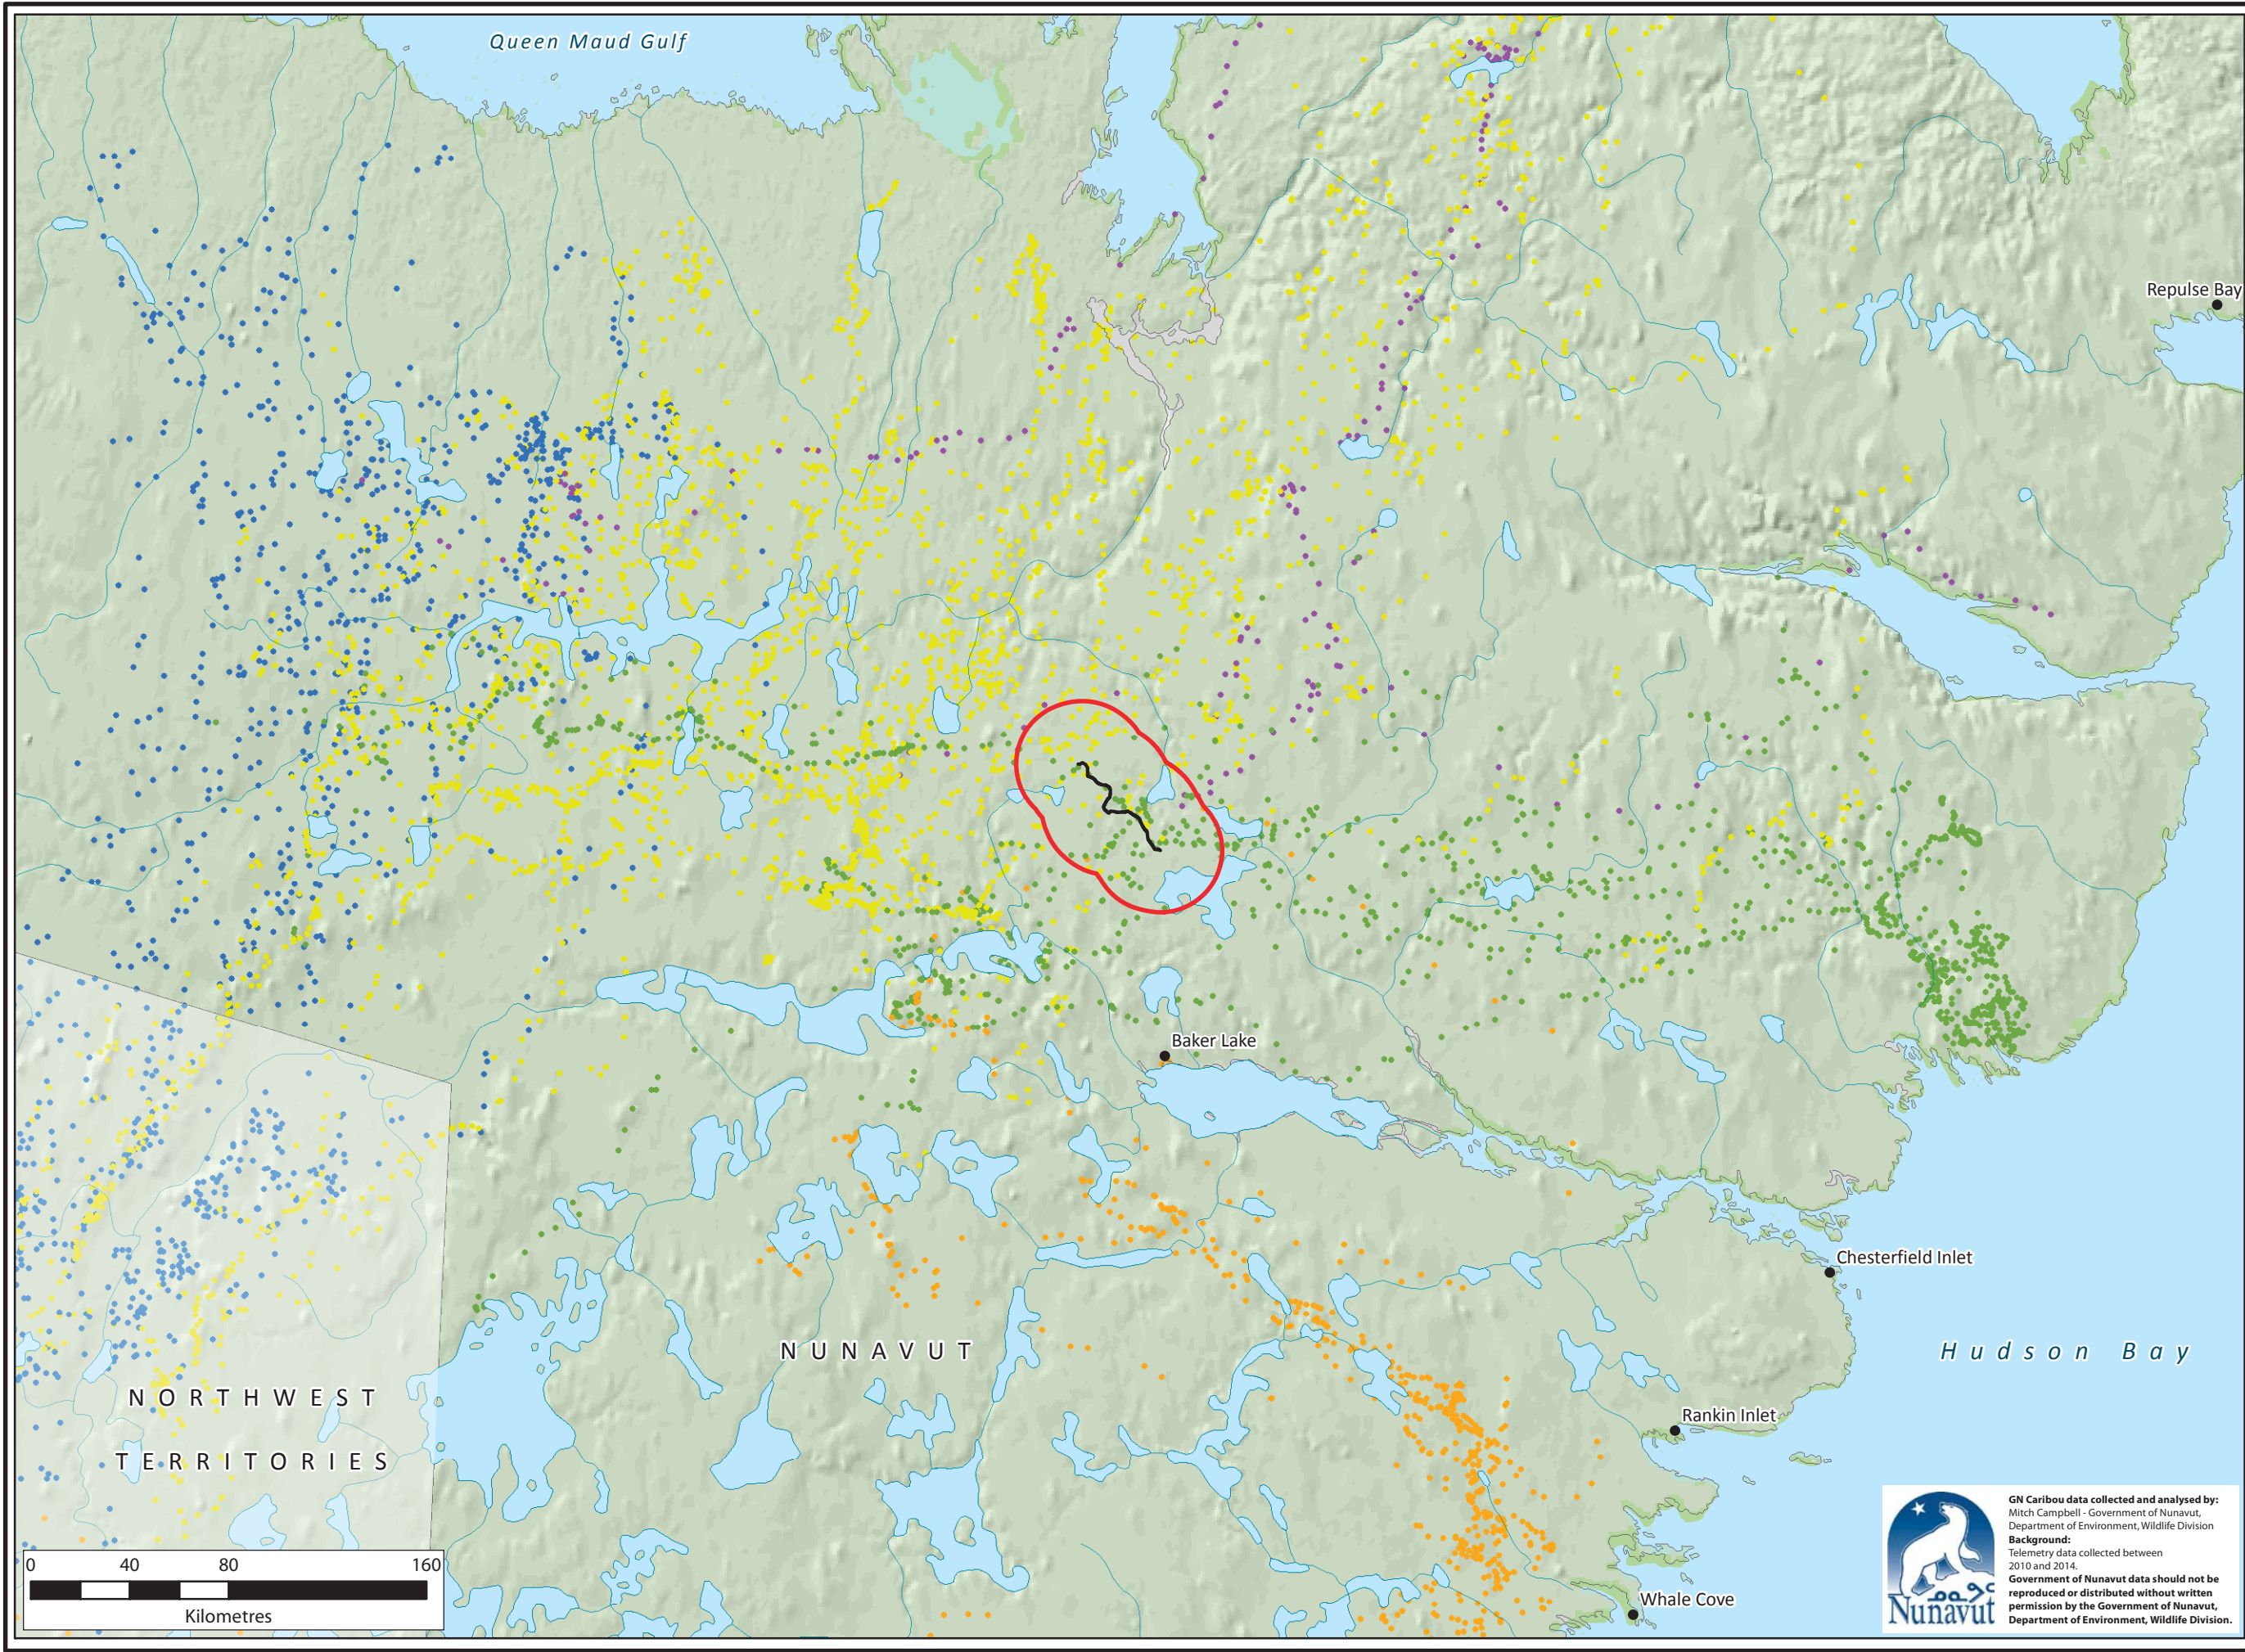 Queen Maud Gulf
Repulse Bay
Baker Lake
Chesterfield Inlet
NUNAVUT
Hudson Bay
NORTHWEST
TERRITORIES
Rankin Inlet
Whale Cove
0 40 80 160
Kilometres
ᓄᓇᕗᑦ
Nunavut
GN Caribou data collected and analysed by:
Mitch Campbell - Government of Nunavut,
Department of Environment, Wildlife Division
Background:
Telemetry data collected between
2010 and 2014.
Government of Nunavut data should not be
reproduced or distributed without written
permission by the Government of Nunavut,
Department of Environment, Wildlife Division.